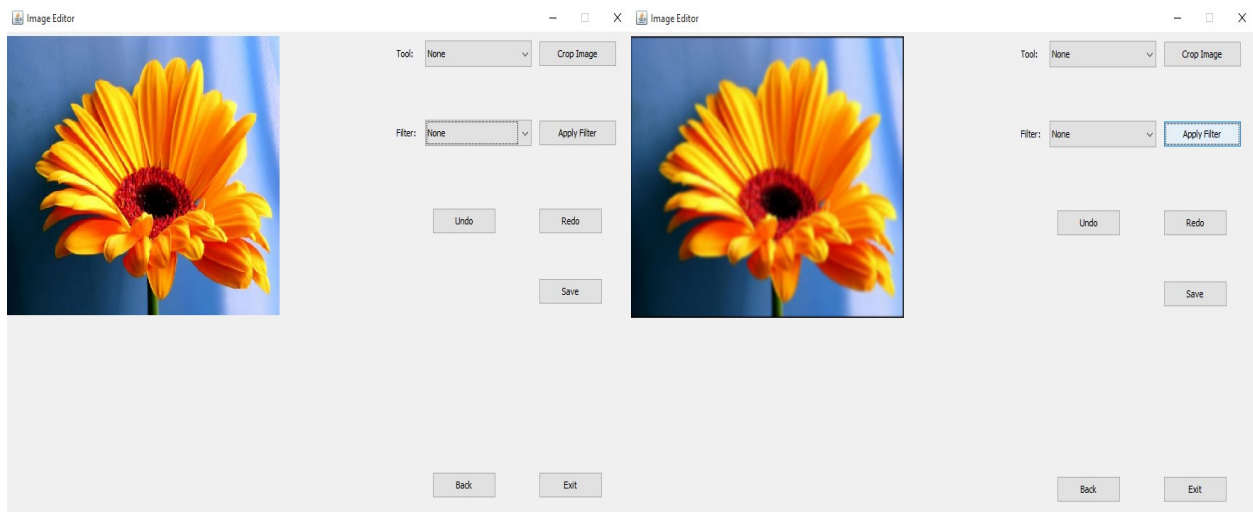 Image Editor
Tool: None Crop Image
Filter: None Apply Filter
Undo Redo
Save
Back Exit
Image Editor
Tool: None Crop Image
Filter: None Apply Filter
Undo Redo
Save
Back Exit